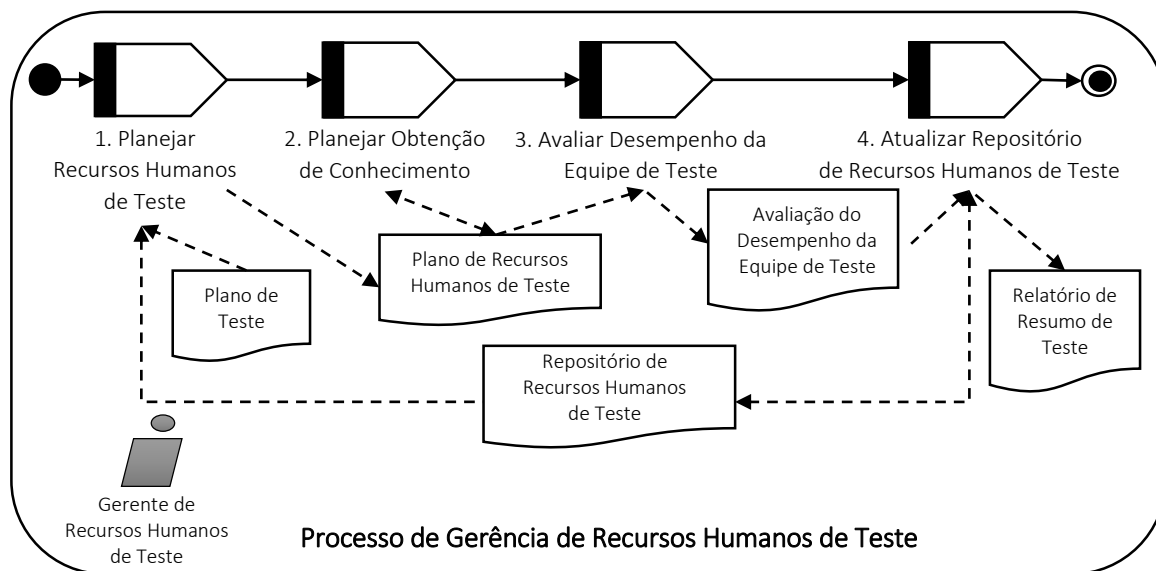 1. Planejar
Recursos Humanos
de Teste
2. Planejar Obtenção
de Conhecimento
3. Avaliar Desempenho da
Equipe de Teste
4. Atualizar Repositório
de Recursos Humanos de Teste
Plano de
Teste
Plano de Recursos
Humanos de Teste
Avaliação do
Desempenho da
Equipe de Teste
Relatório de
Resumo de
Teste
Repositório de
Recursos Humanos
de Teste
Gerente de
Recursos Humanos
de Teste
Processo de Gerência de Recursos Humanos de Teste